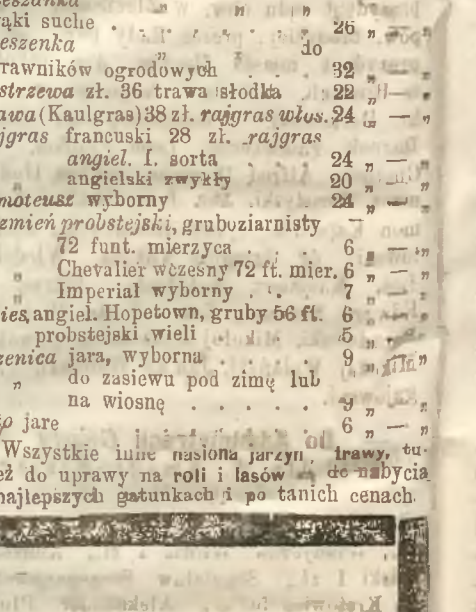 " " "
ąki suche . . . . . 26 „ „
eszenka do
rawników ogrodowych . . 32 „ — „
strzewa zł. 36 trawa słodka 22 „ — „
awa (Kaulgras) 38 zł. rajgras włos. 24 „ — „
jgras francuski 28 zł. rajgras
angiel. I. sorta . . 24 „ — „
„ angielski zwykły 20 „ — „
moteusz wyborny 24 „ — „
zmień probstejski, gruboziarnisty —
72 funt. mierzyca . . . 6 „ — „
„ Chevalier wczesny 72 ft. mier. 6 „ — „
„ Imperial wyborny . . . 7 „ — „
ies, angiel. Hopetown, gruby 56 ft. 6 „ — „
probstejski wieli . . 5 „ — „
zenica jara, wyborna . 9 „ „
„ do zasiewu pod zimę lub
na wiosnę . . . . . 9 „ „
o jare 6 „ — „
Wszystkie inne nasiona jarzyn, trawy, tu-
eż do uprawy na roli i lasów do nabycia
najlepszych gatunkach i po tanich cenach.